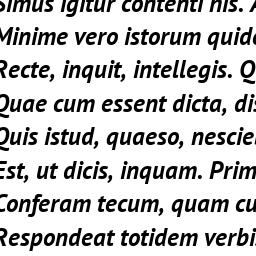 Simus igitur contenti his.
Minime vero istorum quide
Recte, inquit, intellegis. Q
Quae cum essent dicta, di
Quis istud, quaeso, nescie
Est, ut dicis, inquam. Prim
Conferam tecum, quam cu
Respondeat totidem verbi